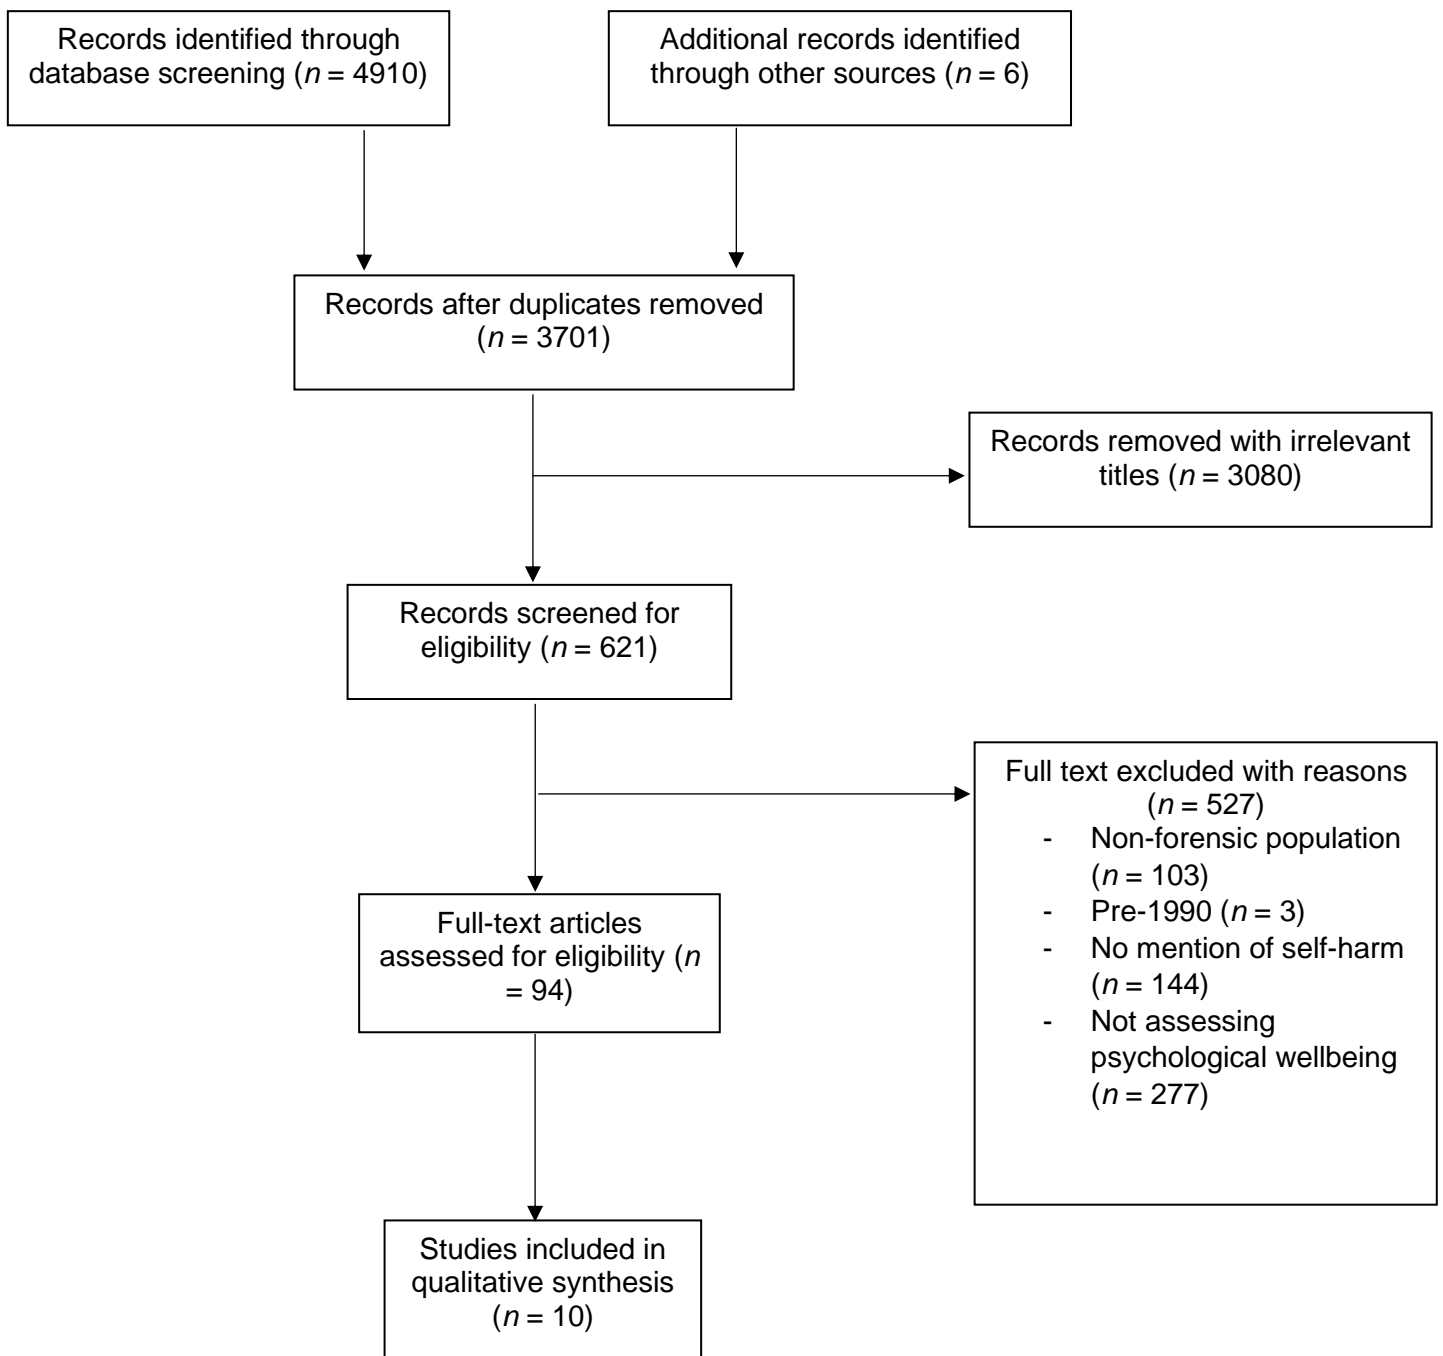 Records identified through
database screening (n = 4910)
Additional records identified
through other sources (n = 6)
Records after duplicates removed
(n = 3701)
Records removed with irrelevant
titles (n = 3080)
Records screened for
eligibility (n = 621)
Full text excluded with reasons
(n = 527)
- Non-forensic population
(n = 103)
- Pre-1990 (n = 3)
- No mention of self-harm
(n = 144)
- Not assessing
psychological wellbeing
(n = 277)
Full-text articles
assessed for eligibility (n
= 94)
Studies included in
qualitative synthesis
(n = 10)